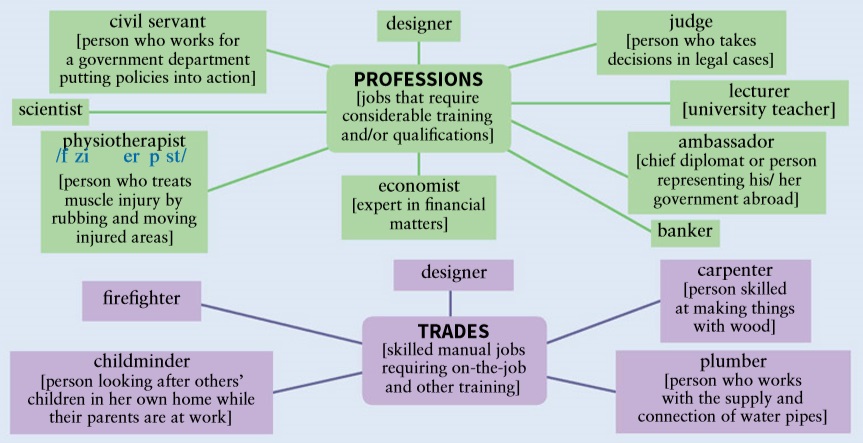 civil servant
[person who works for
a government department
putting policies into action]
designer
judge
[person who takes
decisions in legal cases]
PROFESSIONS
[jobs that require
considerable training
and/or qualifications]
scientist
lecturer
[university teacher]
physiotherapist
/f zi er p st/
[person who treats
muscle injury by
rubbing and moving
injured areas]
economist
[expert in financial
matters]
ambassador
[chief diplomat or person
representing his/ her
government abroad]
banker
firefighter
designer
carpenter
[person skilled
at making things
with wood]
TRADES
[skilled manual jobs
requiring on-the-job
and other training]
childminder
[person looking after others’
children in her own home while
their parents are at work]
plumber
[person who works
with the supply and
connection of water pipes]